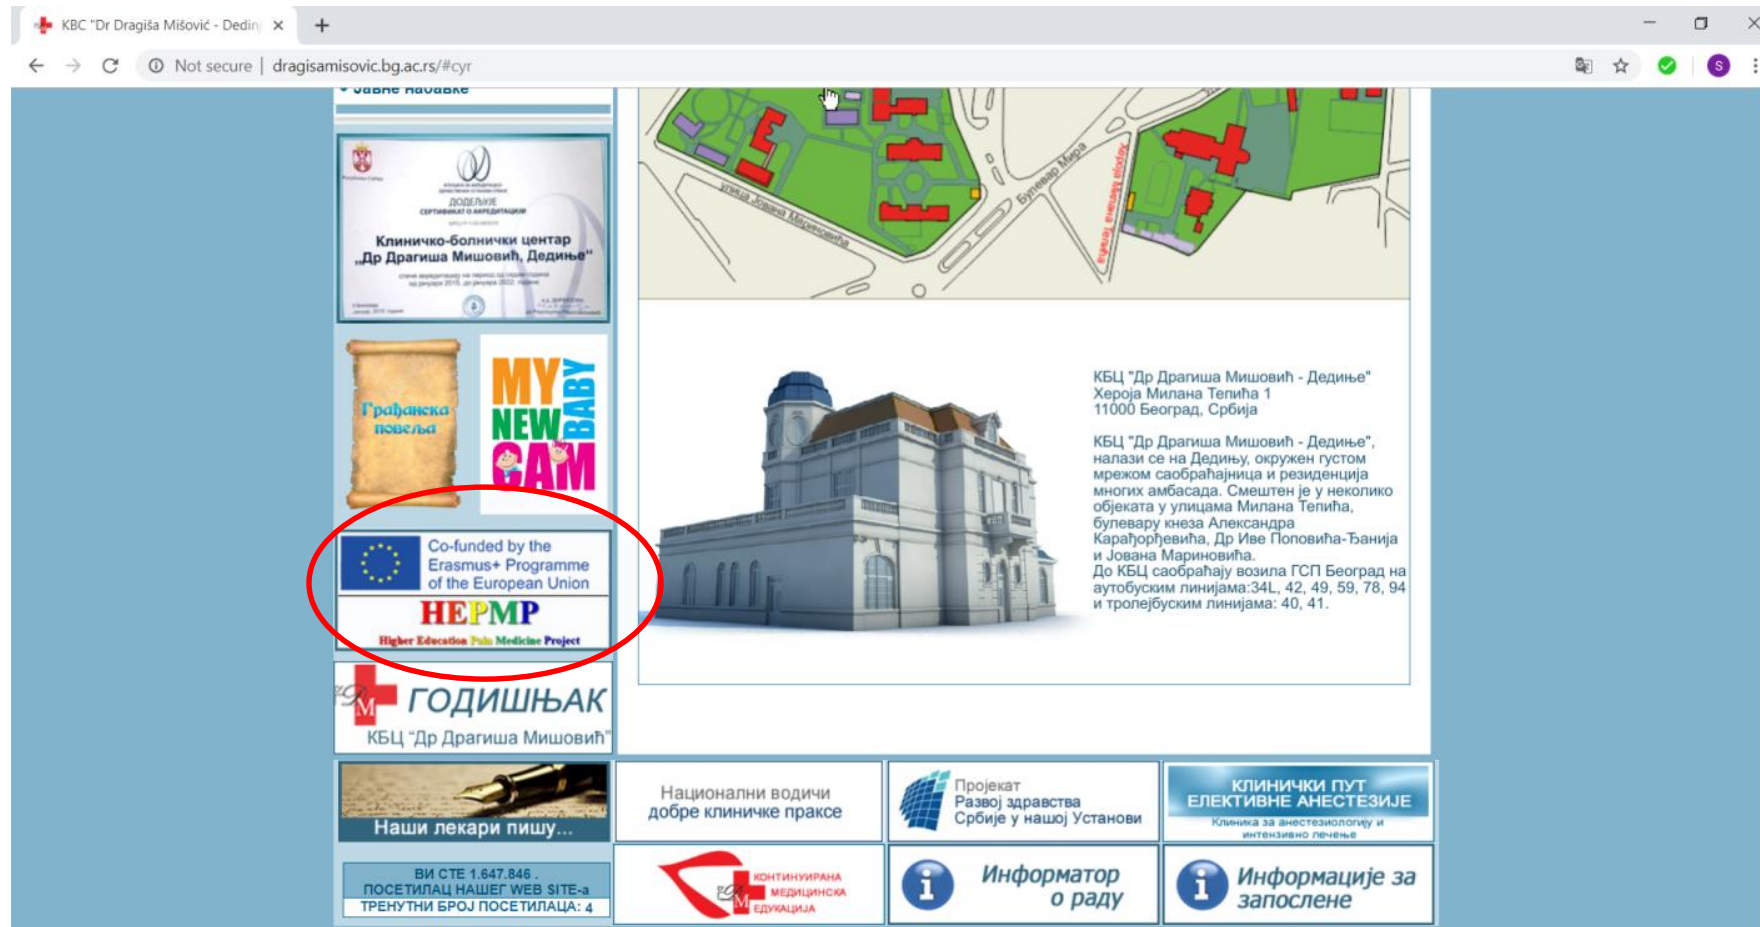 KBC "Dr Dragiša Mišović - Dedin
Not secure | dragisamisovic.bg.ac.rs/#cyr
S
Јавне набавке
ДОДЕЉУЈЕ
СЕРТИФИКАТ О АКРЕДИТАЦИЈИ
Клиничко-болнички центар
„Др Драгиша Мишовић, Дедиње“
Грађанска
повеља
MY
NEW
BABY
CAM
Co-funded by the
Erasmus+ Programme
of the European Union
HEPMP
Higher Education Pain Medicine Project
ГОДИШЊАК
КБЦ "Др Драгиша Мишовић"
Наши лекари пишу...
ВИ СТЕ 1.647.846 .
ПОСЕТИЛАЦ НАШЕГ WEB SITE-a
ТРЕНУТНИ БРОЈ ПОСЕТИЛАЦА: 4
улица Јована Мариновића
Булевар Мира
Хероја Милана Тепића
КБЦ "Др Драгиша Мишовић - Дедиње"
Хероја Милана Тепића 1
11000 Београд, Србија
КБЦ "Др Драгиша Мишовић - Дедиње",
налази се на Дедињу, окружен густом
мрежом саобраћајница и резиденција
многих амбасада. Смештен је у неколико
објеката у улицама Милана Тепића,
булевару кнеза Александра
Карађорђевића, Др Иве Поповића-Ђанија
и Јована Мариновића.
До КБЦ саобраћају возила ГСП Београд на
аутобуским линијама:34L, 42, 49, 59, 78, 94
и тролејбуским линијама: 40, 41.
Национални водичи
добре клиничке праксе
Пројекат
Развој здравства
Србије у нашој Установи
КЛИНИЧКИ ПУТ
ЕЛЕКТИВНЕ АНЕСТЕЗИЈЕ
Клиника за анестезиологију и
интензивно лечење
КОНТИНУИРАНА
МЕДИЦИНСКА
ЕДУКАЦИЈА
Информатор
о раду
Информације за
запослене